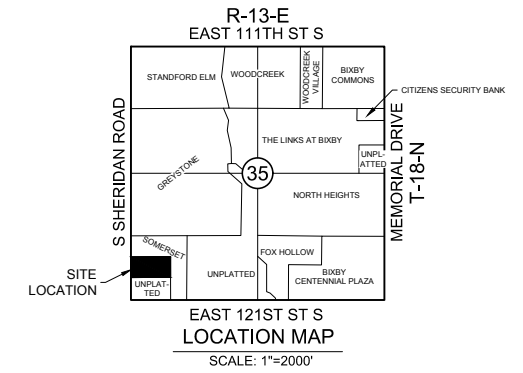 R-13-E
EAST 111TH ST S
STANDFORD ELM
WOODCREEK
WOODCREEK
VILLAGE
BIXBY
COMMONS
CITIZENS SECURITY BANK
S SHERIDAN ROAD
MEMORIAL DRIVE
T-18-N
THE LINKS AT BIXBY
UNPL-
ATTED
GREYSTONE
35
NORTH HEIGHTS
SOMERSET
FOX HOLLOW
SITE
LOCATION
UNPLATTED
BIXBY
CENTENNIAL PLAZA
UNPLAT-
TED
EAST 121ST ST S
LOCATION MAP
SCALE: 1"=2000'